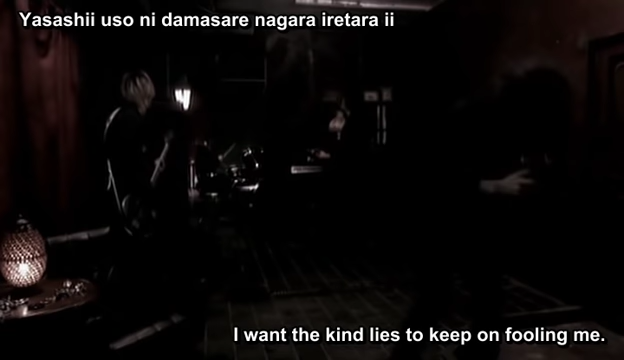 Yasashii uso ni damasare nagara iretara ii
I want the kind lies to keep on fooling me.